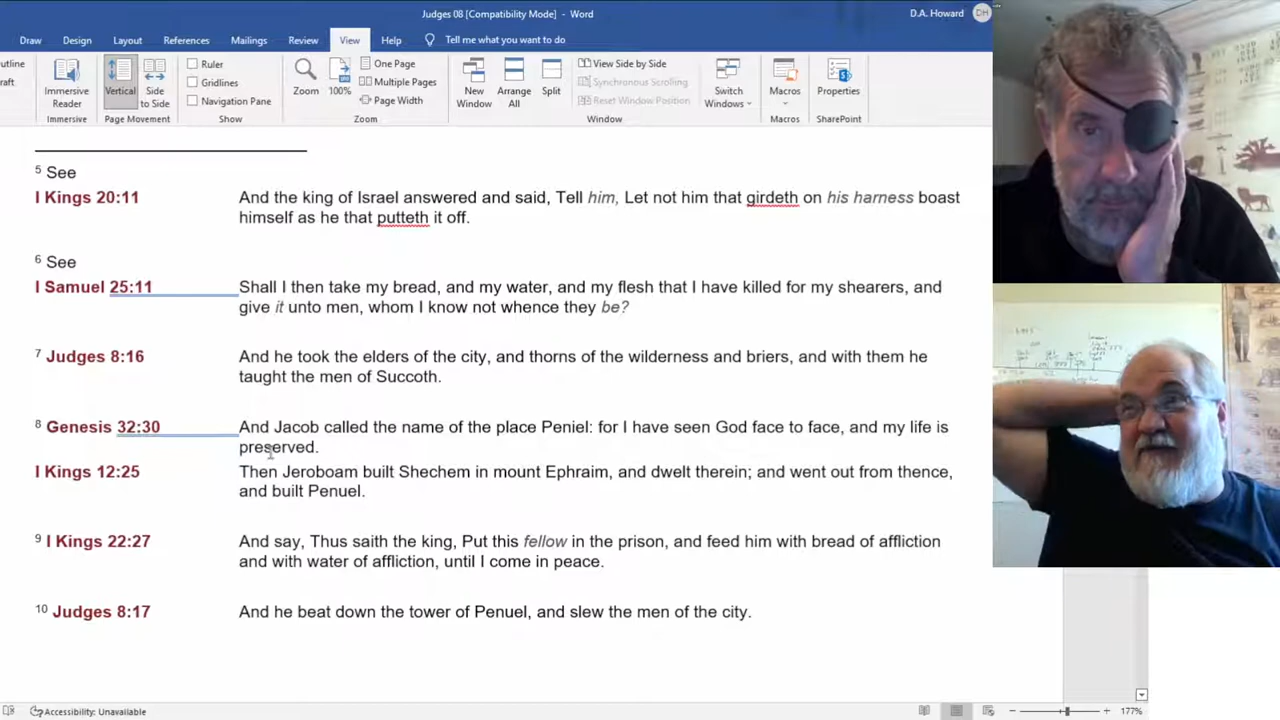 Judges 08 [Compatibility Mode] - Word
D.A. Howard DH
Draw Design Layout References Mailings Review View Help Tell me what you want to do
utline
raft
Immersive Reader
Immersive
Vertical
Side to Side
Page Movement
Ruler
Gridlines
Navigation Pane
Show
Zoom
100%
One Page
Multiple Pages
Page Width
Zoom
New Window
Arrange All
Split
View Side by Side
Synchronous Scrolling
Reset Window Position
Switch Windows
Window
Macros
Macros
Properties
SharePoint
5 See
I Kings 20:11 And the king of Israel answered and said, Tell him, Let not him that girdeth on his harness boast
himself as he that putteth it off.
6 See
I Samuel 25:11 Shall I then take my bread, and my water, and my flesh that I have killed for my shearers, and
give it unto men, whom I know not whence they be?
7 Judges 8:16 And he took the elders of the city, and thorns of the wilderness and briers, and with them he
taught the men of Succoth.
8 Genesis 32:30 And Jacob called the name of the place Peniel: for I have seen God face to face, and my life is
preserved.
I Kings 12:25 Then Jeroboam built Shechem in mount Ephraim, and dwelt therein; and went out from thence,
and built Penuel.
9 I Kings 22:27 And say, Thus saith the king, Put this fellow in the prison, and feed him with bread of affliction
and with water of affliction, until I come in peace.
10 Judges 8:17 And he beat down the tower of Penuel, and slew the men of the city.
Accessibility: Unavailable
177%